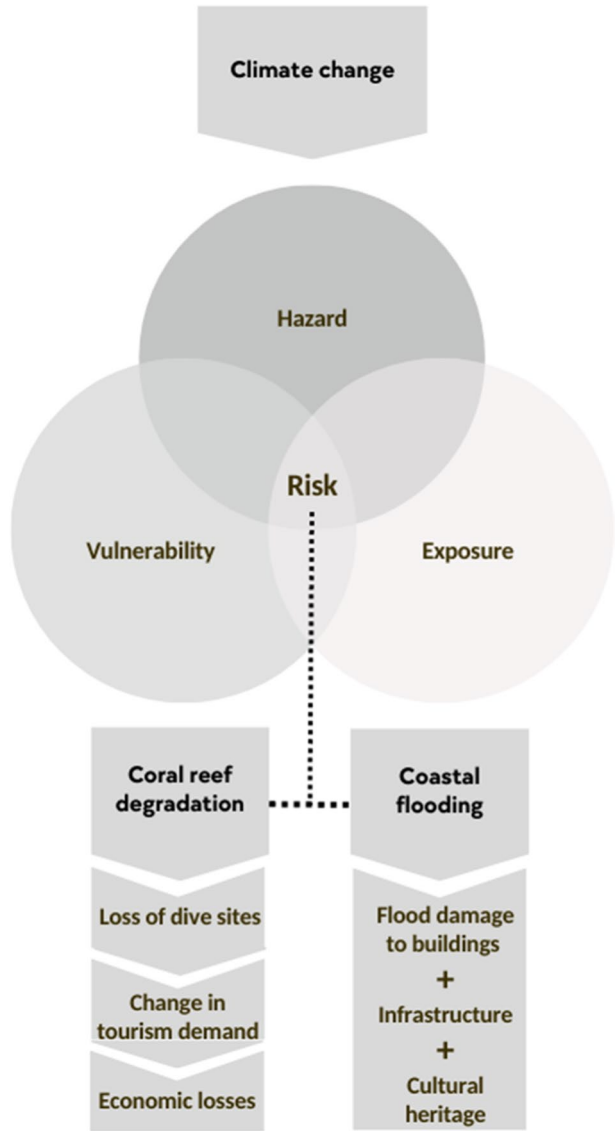 Climate change
Hazard
Risk
Vulnerability
Exposure
Coral reef
degradation
Loss of dive sites
Change in
tourism demand
Economic losses
Coastal
flooding
Flood damage
to buildings
+
Infrastructure
+
Cultural
heritage